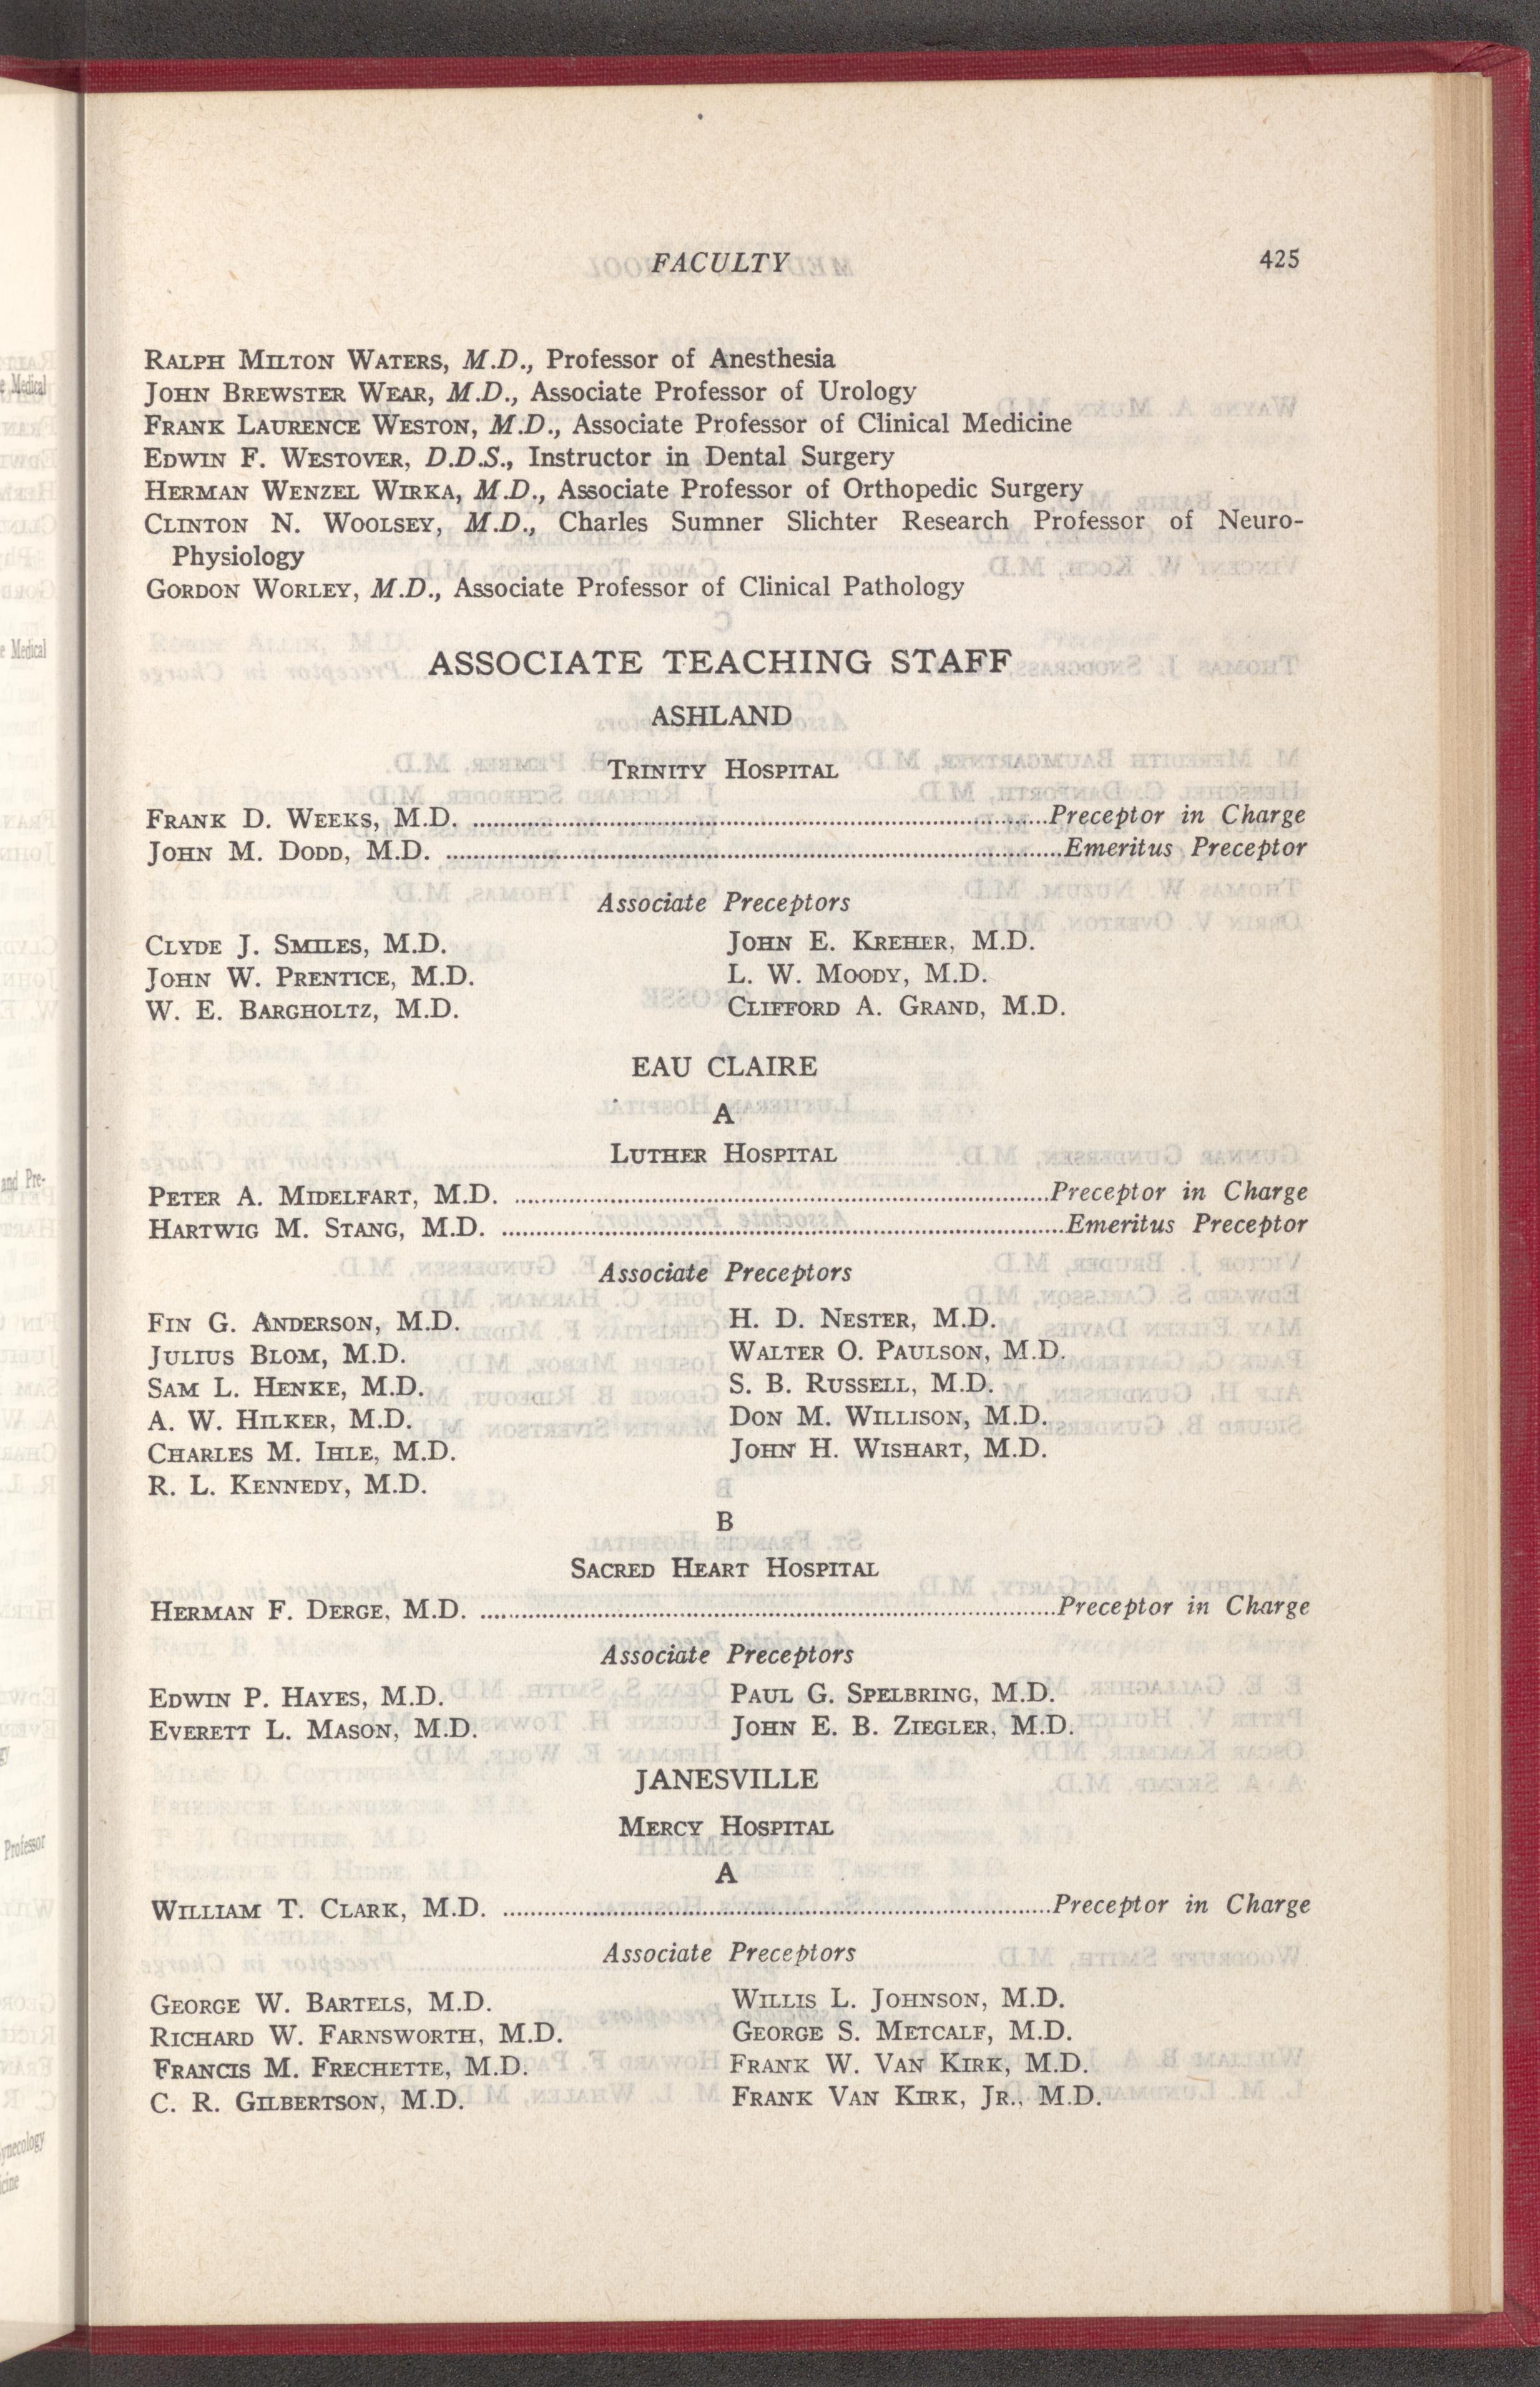 FACULTY 425
RALPH MILTON WATERS, M.D., Professor of Anesthesia
JOHN BREWSTER WEAR, M.D., Associate Professor of Urology
FRANK LAURENCE WESTON, M.D., Associate Professor of Clinical Medicine
EDWIN F. WESTOVER, D.D.S., Instructor in Dental Surgery
HERMAN WENZEL WIRKA, M.D., Associate Professor of Orthopedic Surgery
CLINTON N. WOOLSEY, M.D., Charles Sumner Slichter Research Professor of Neuro-
Physiology
GORDON WORLEY, M.D., Associate Professor of Clinical Pathology
ASSOCIATE TEACHING STAFF
ASHLAND
TRINITY HOSPITAL
FRANK D. WEEKS, M.D. ........ Preceptor in Charge
JOHN M. DODD, M.D. ........ Emeritus Preceptor
Associate Preceptors
CLYDE J. SMILES, M.D. JOHN E. KREHER, M.D.
JOHN W. PRENTICE, M.D. L. W. MOODY, M.D.
W. E. BARGHOLTZ, M.D. CLIFFORD A. GRAND, M.D.
EAU CLAIRE
A
LUTHER HOSPITAL
PETER A. MIDELFART, M.D. ........ Preceptor in Charge
HARTWIG M. STANG, M.D. ........ Emeritus Preceptor
Associate Preceptors
FIN G. ANDERSON, M.D. H. D. NESTER, M.D.
JULIUS BLOM, M.D. WALTER O. PAULSON, M.D.
SAM L. HENKE, M.D. S. B. RUSSELL, M.D.
A. W. HILKER, M.D. DON M. WILLISON, M.D.
CHARLES M. IHLE, M.D. JOHN H. WISHART, M.D.
R. L. KENNEDY, M.D.
B
SACRED HEART HOSPITAL
HERMAN F. DERGE, M.D. ........ Preceptor in Charge
Associate Preceptors
EDWIN P. HAYES, M.D. PAUL G. SPELBRING, M.D.
EVERETT L. MASON, M.D. JOHN E. B. ZIEGLER, M.D.
JANESVILLE
MERCY HOSPITAL
A
WILLIAM T. CLARK, M.D. ........ Preceptor in Charge
Associate Preceptors
GEORGE W. BARTELS, M.D. WILLIS L. JOHNSON, M.D.
RICHARD W. FARNSWORTH, M.D. GEORGE S. METCALF, M.D.
FRANCIS M. FRECHETTE, M.D. FRANK W. VAN KIRK, M.D.
C. R. GILBERTSON, M.D. FRANK VAN KIRK, JR., M.D.